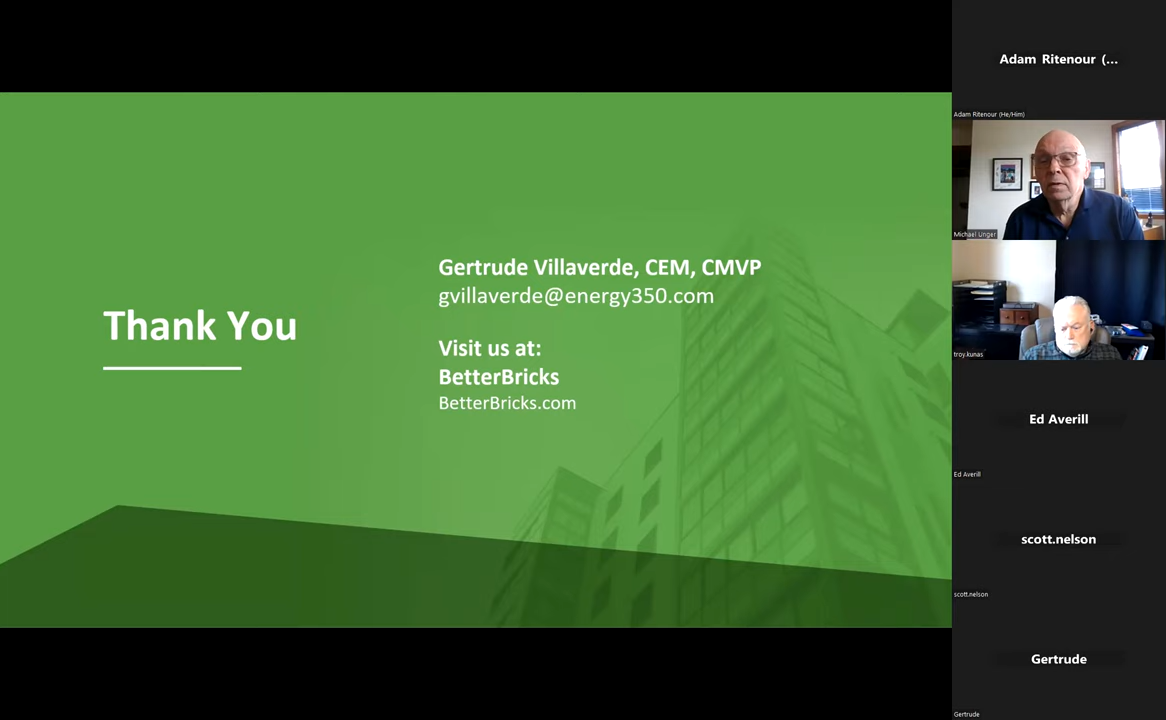 Thank You
Gertrude Villaverde, CEM, CMVP
gvillaverde@energy350.com
Visit us at:
BetterBricks
BetterBricks.com
Adam Ritenour (...
Adam Ritenour (He/Him)
Michael Unger
troy.kunas
Ed Averill
Ed Averill
scott.nelson
scott.nelson
Gertrude
Gertrude